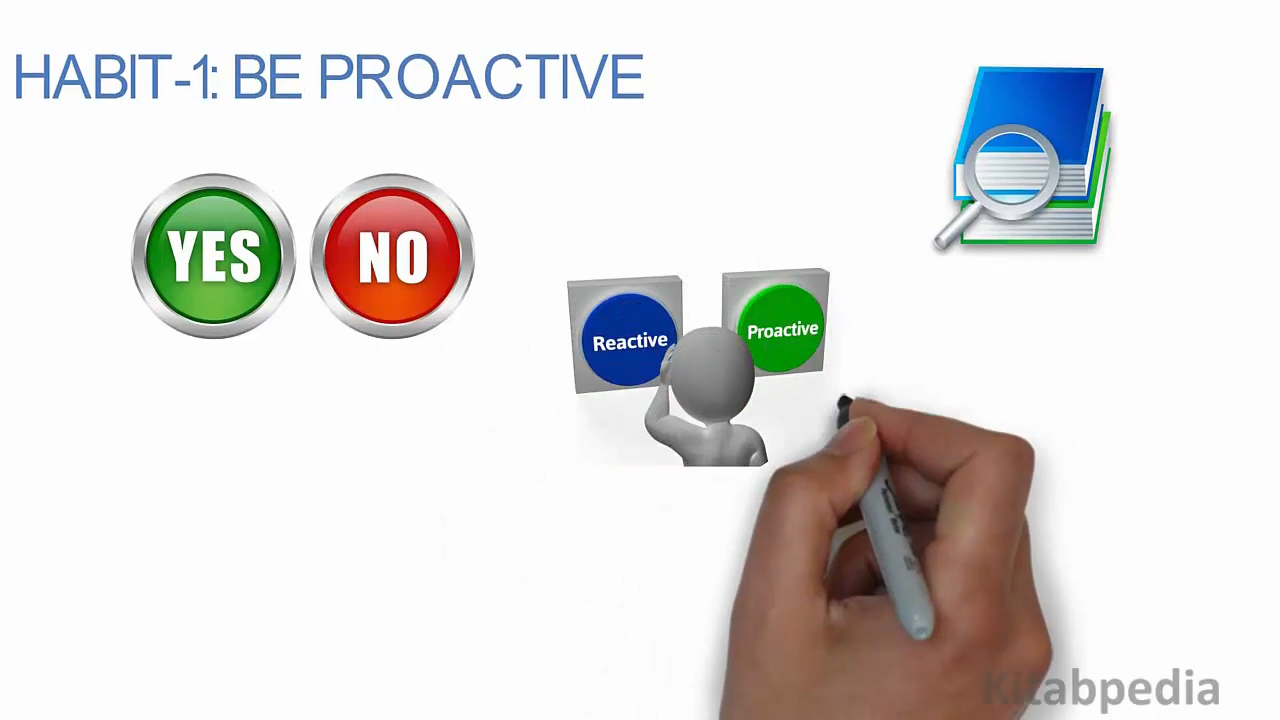 HABIT-1: BE PROACTIVE
YES NO
Reactive
Proactive
Kitabpedia